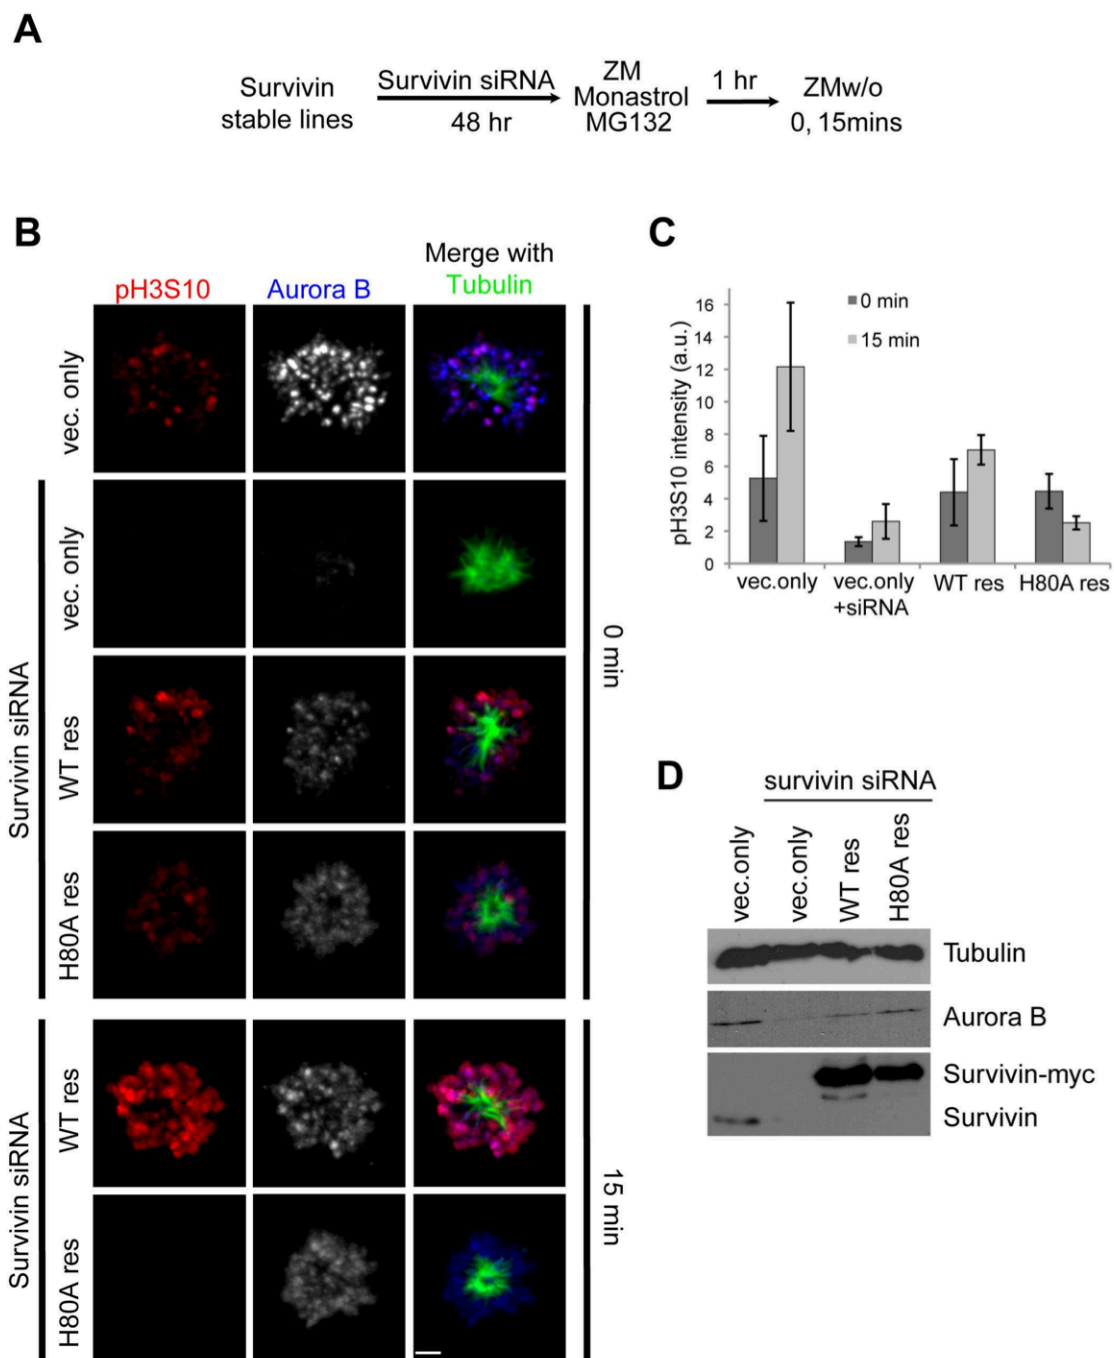 A
Survivin
stable lines
Survivin siRNA
48 hr
ZM
Monastrol
MG132
1 hr
ZMw/o
0, 15mins
B
pH3S10
Aurora B
Merge with
Tubulin
vec. only
vec. only
WT res
H80A res
Survivin siRNA
0 min
WT res
H80A res
Survivin siRNA
15 min
C
pH3S10 intensity (a.u.)
16
14
12
10
8
6
4
2
0
0 min
15 min
vec.only
vec.only
+siRNA
WT res
H80A res
D
survivin siRNA
vec.only
vec.only
WT res
H80A res
Tubulin
Aurora B
Survivin-myc
Survivin